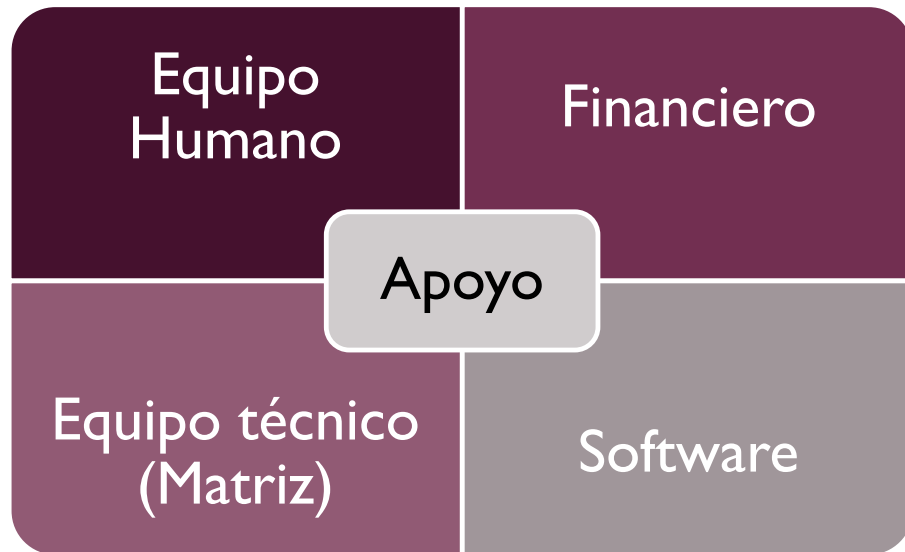 Equipo
Humano
Financiero
Apoyo
Equipo técnico
(Matriz)
Software